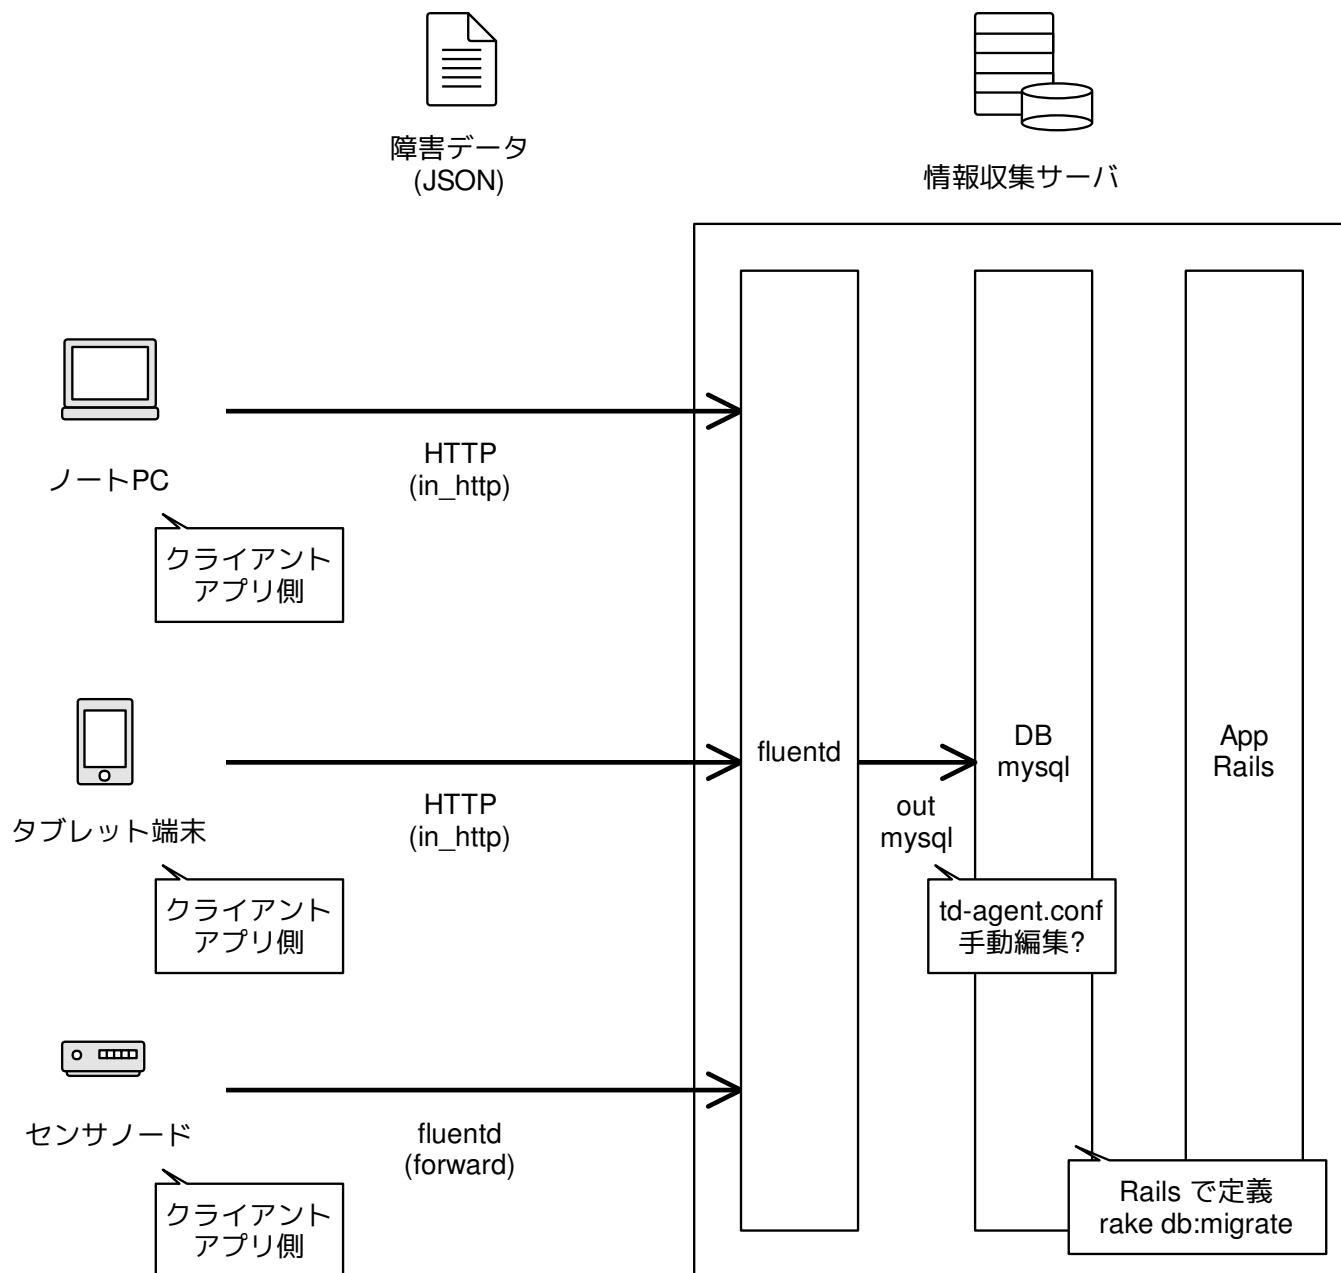 障害データ
(JSON)
情報収集サーバ
ノートPC
HTTP
(in_http)
クライアント
アプリ側
タブレット端末
HTTP
(in_http)
クライアント
アプリ側
fluentd
out
mysql
DB
mysql
App
Rails
td-agent.conf
手動編集?
センサノード
fluentd
(forward)
クライアント
アプリ側
Rails で定義
rake db:migrate